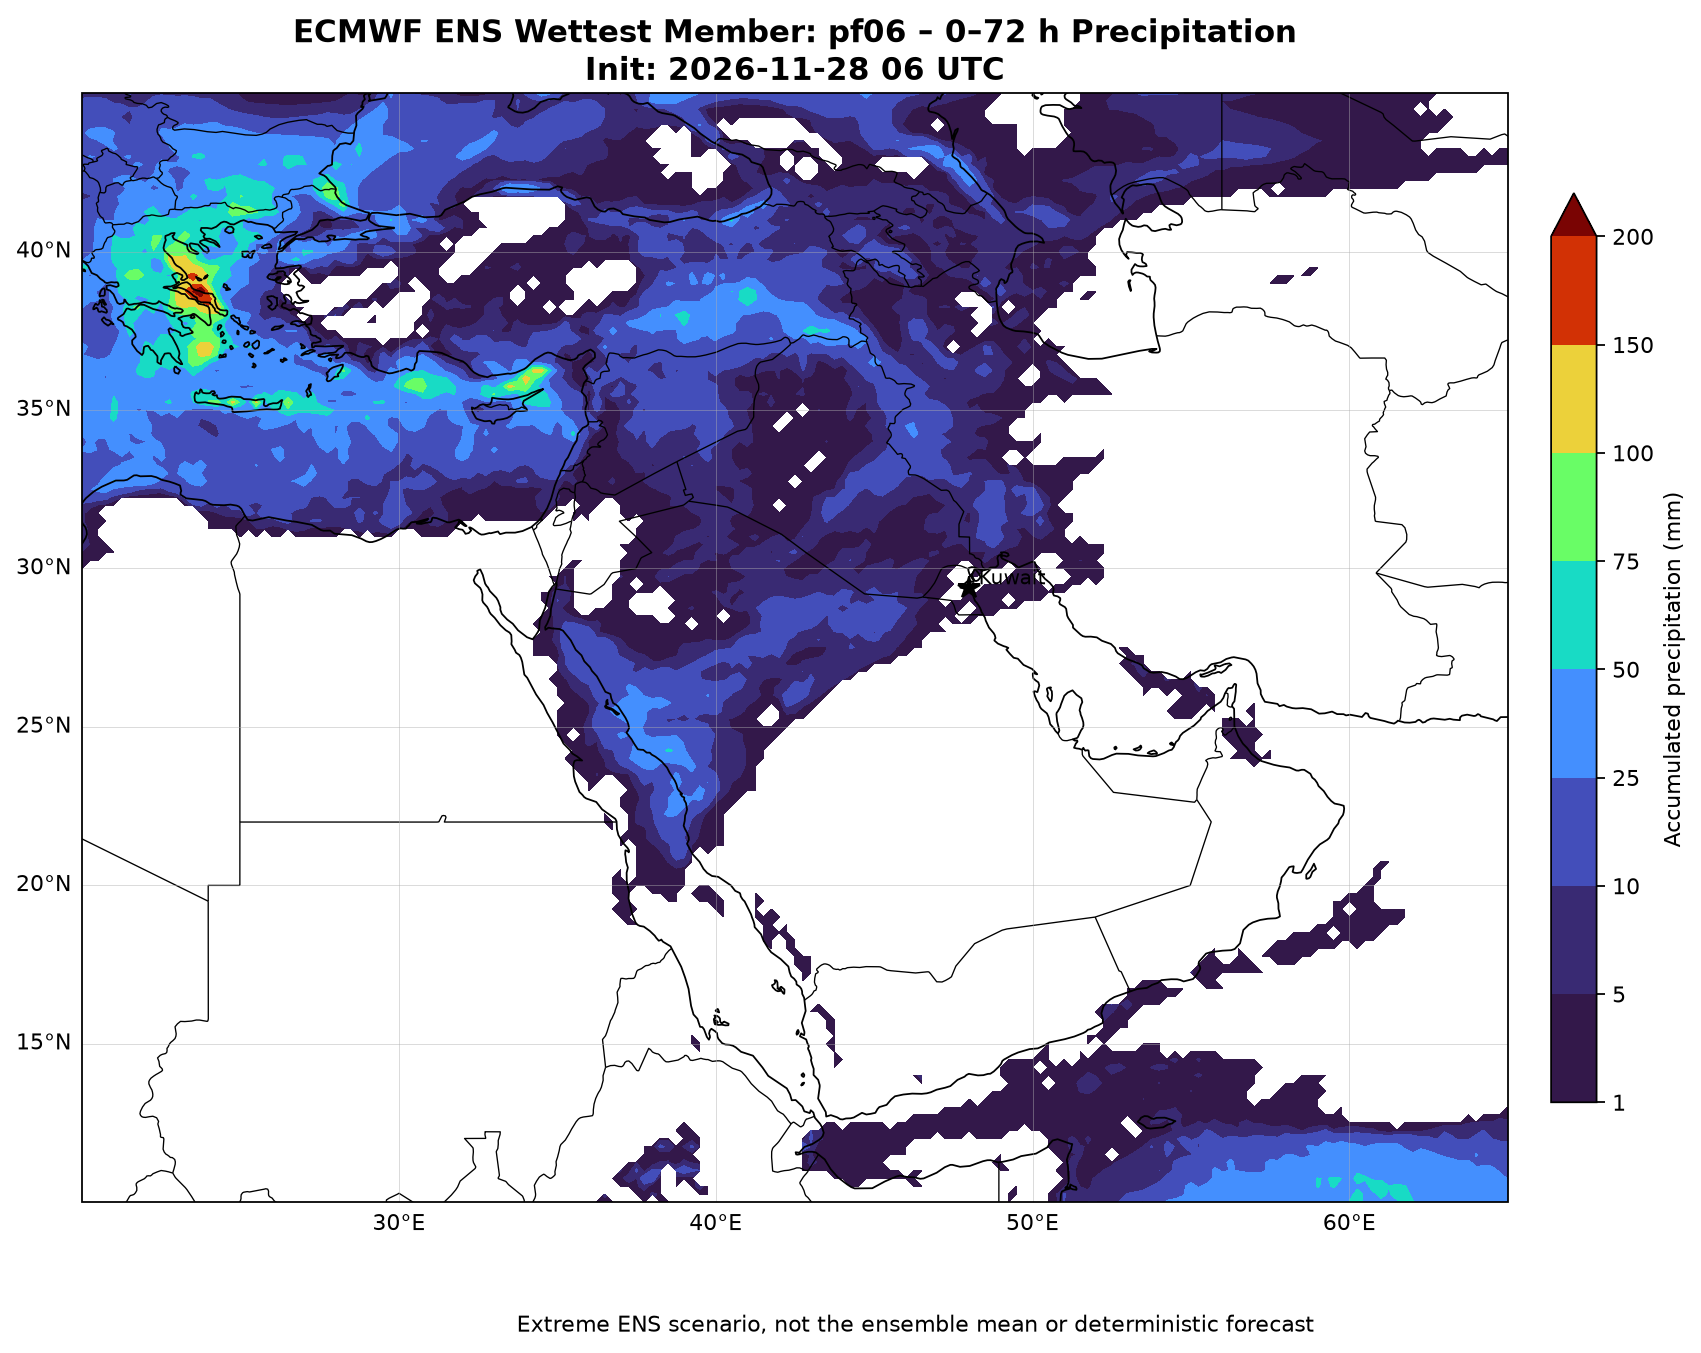 ECMWF ENS Wettest Member: pf06 – 0–72 h Precipitation
Init: 2026-11-28 06 UTC
40°N
35°N
30°N
25°N
20°N
15°N
30°E
40°E
50°E
60°E
Kuwait
200
150
100
75
50
25
10
5
1
Accumulated precipitation (mm)
Extreme ENS scenario, not the ensemble mean or deterministic forecast